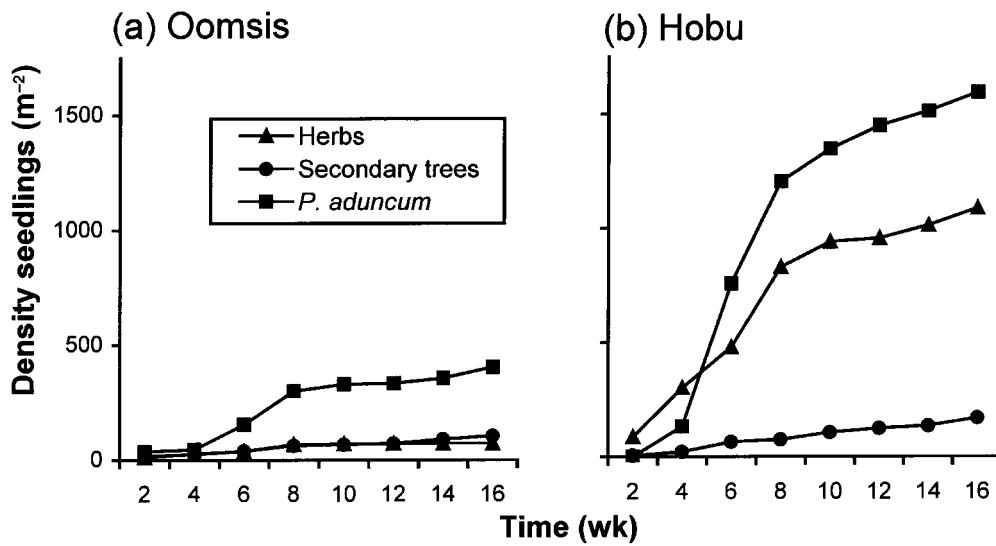 (a) Oomsis
(b) Hobu
Density seedlings (m⁻²)
1500
1000
500
0
Herbs
Secondary trees
P. aduncum
2 4 6 8 10 12 14 16
2 4 6 8 10 12 14 16
Time (wk)